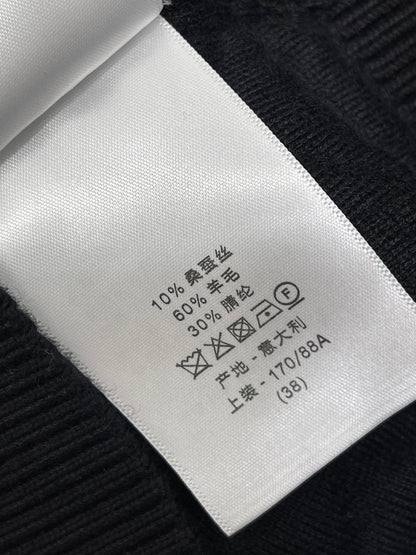 10% 桑蚕丝
60% 羊毛
30% 腈纶
F
产地 - 意大利
上装 - 170/88A
(38)